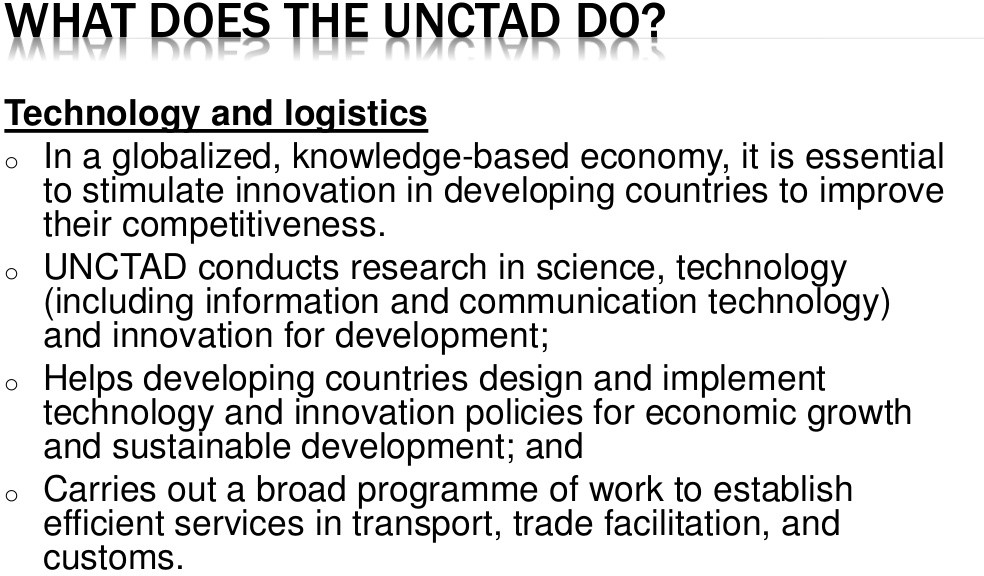 WHAT DOES THE UNCTAD DO?
Technology and logistics
o In a globalized, knowledge-based economy, it is essential
to stimulate innovation in developing countries to improve
their competitiveness.
o UNCTAD conducts research in science, technology
(including information and communication technology)
and innovation for development;
o Helps developing countries design and implement
technology and innovation policies for economic growth
and sustainable development; and
o Carries out a broad programme of work to establish
efficient services in transport, trade facilitation, and
customs.